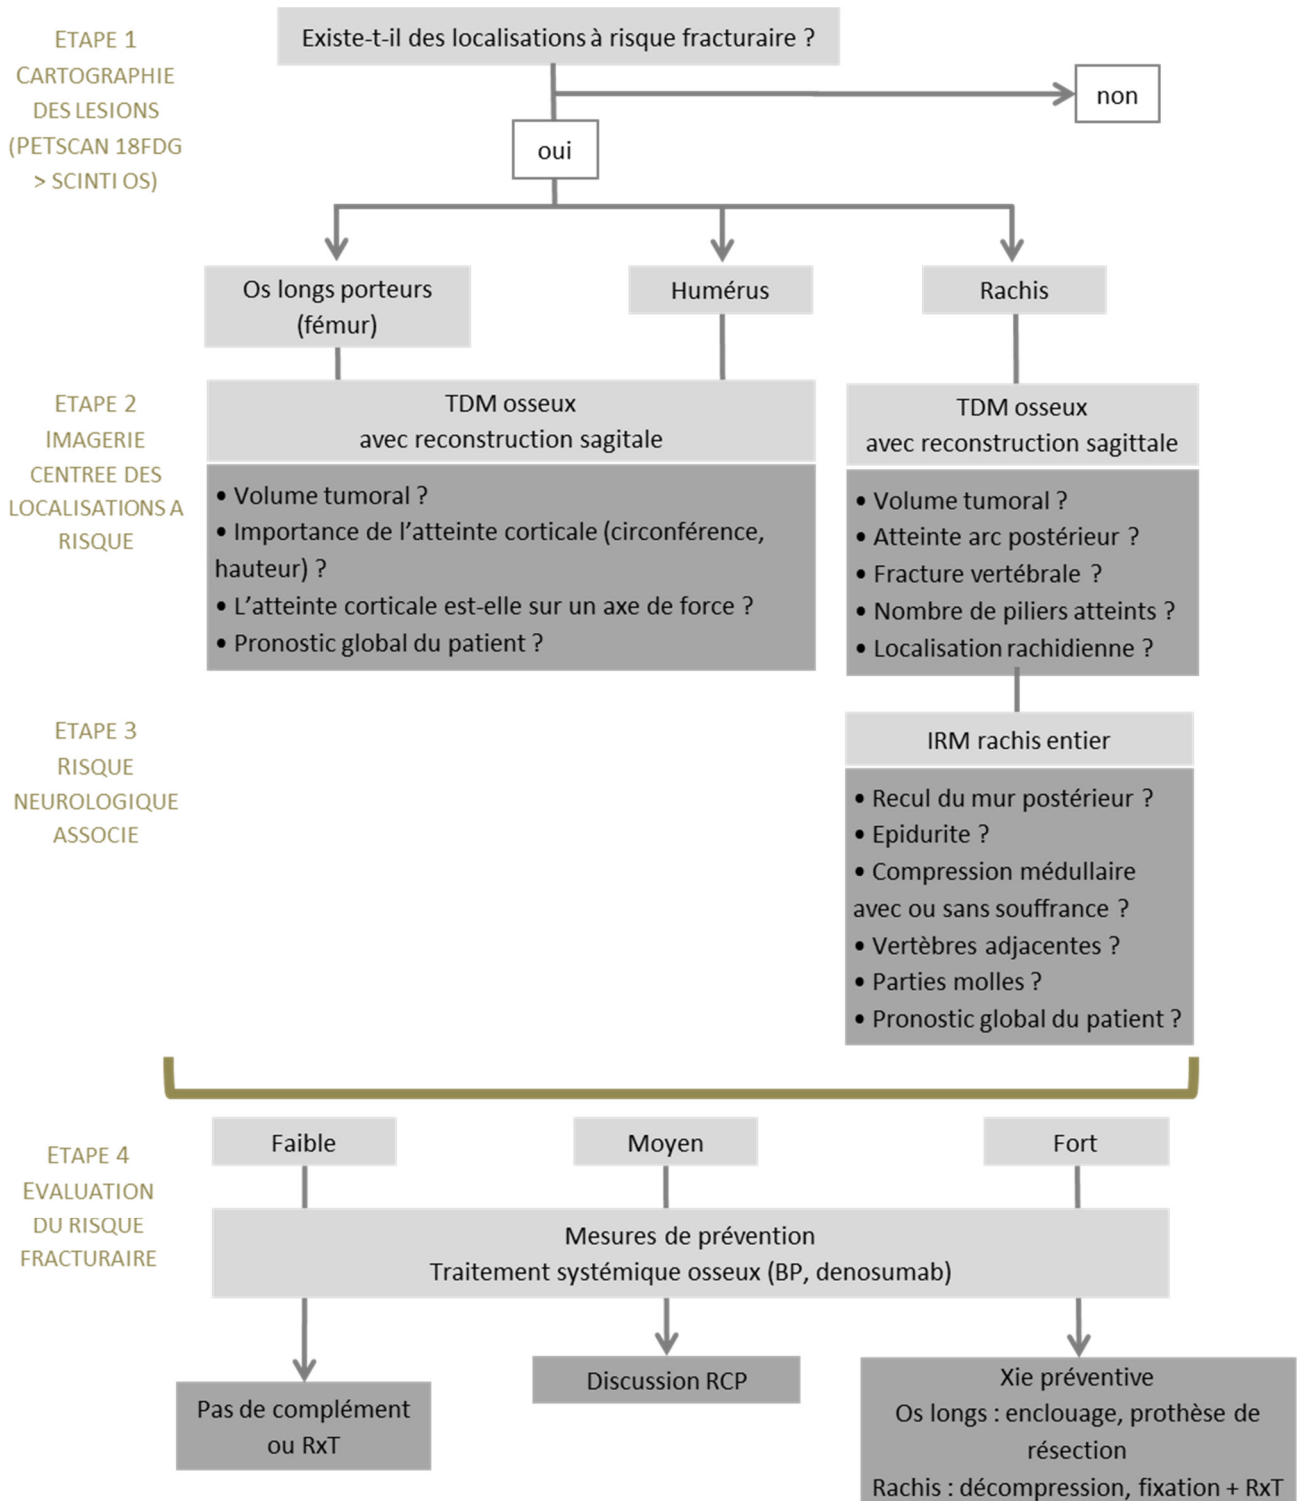 ETAPE 1
CARTOGRAPHIE
DES LESIONS
(PETSCAN 18FDG
> SCINTI OS)
Existe-t-il des localisations à risque fracturaire ?
non
oui
Os longs porteurs
(fémur)
Humérus
Rachis
ETAPE 2
IMAGERIE
CENTREE DES
LOCALISATIONS A
RISQUE
TDM osseux
avec reconstruction sagitale
• Volume tumoral ?
• Importance de l'atteinte corticale (circonférence,
hauteur) ?
• L'atteinte corticale est-elle sur un axe de force ?
• Pronostic global du patient ?
TDM osseux
avec reconstruction sagittale
• Volume tumoral ?
• Atteinte arc postérieur ?
• Fracture vertébrale ?
• Nombre de piliers atteints ?
• Localisation rachidienne ?
ETAPE 3
RISQUE
NEUROLOGIQUE
ASSOCIE
IRM rachis entier
• Recul du mur postérieur ?
• Epidurite ?
• Compression médullaire
avec ou sans souffrance ?
• Vertèbres adjacentes ?
• Parties molles ?
• Pronostic global du patient ?
ETAPE 4
EVALUATION
DU RISQUE
FRACTURAIRE
Faible
Moyen
Fort
Mesures de prévention
Traitement systémique osseux (BP, denosumab)
Pas de complément
ou RxT
Discussion RCP
Xie préventive
Os longs : enclouage, prothèse de
résection
Rachis : décompression, fixation + RxT